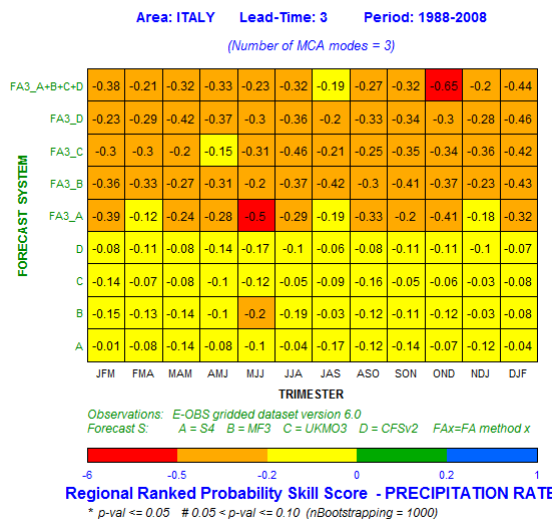 Area: ITALY Lead-Time: 3 Period: 1988-2008
(Number of MCA modes = 3)
FORECAST SYSTEM
FA3_A+B+C+D -0.38 -0.21 -0.32 -0.33 -0.23 -0.32 -0.19 -0.27 -0.32 -0.65 -0.2 -0.44
FA3_D -0.23 -0.29 -0.42 -0.37 -0.3 -0.36 -0.2 -0.33 -0.34 -0.3 -0.28 -0.46
FA3_C -0.3 -0.3 -0.2 -0.15 -0.31 -0.46 -0.21 -0.25 -0.35 -0.34 -0.36 -0.42
FA3_B -0.36 -0.33 -0.27 -0.31 -0.2 -0.37 -0.42 -0.3 -0.41 -0.37 -0.23 -0.43
FA3_A -0.39 -0.12 -0.24 -0.28 -0.5 -0.29 -0.19 -0.33 -0.2 -0.41 -0.18 -0.32
D -0.08 -0.11 -0.08 -0.14 -0.17 -0.1 -0.06 -0.08 -0.11 -0.11 -0.1 -0.07
C -0.14 -0.07 -0.08 -0.1 -0.12 -0.05 -0.09 -0.16 -0.05 -0.06 -0.03 -0.08
B -0.15 -0.13 -0.14 -0.1 -0.2 -0.19 -0.03 -0.12 -0.11 -0.12 -0.03 -0.08
A -0.01 -0.08 -0.14 -0.08 -0.1 -0.04 -0.17 -0.12 -0.14 -0.07 -0.12 -0.04
JFM FMA MAM AMJ MJJ JJA JAS ASO SON OND NDJ DJF
TRIMESTER
Observations: E-OBS gridded dataset version 6.0
Forecast S: A = S4 B = MF3 C = UKMO3 D = CFSv2 FAx=FA method x
-6 -0.5 -0.2 0 0.2 1
Regional Ranked Probability Skill Score - PRECIPITATION RATE
* p-val <= 0.05 # 0.05 < p-val <= 0.10 (nBootstrapping = 1000)